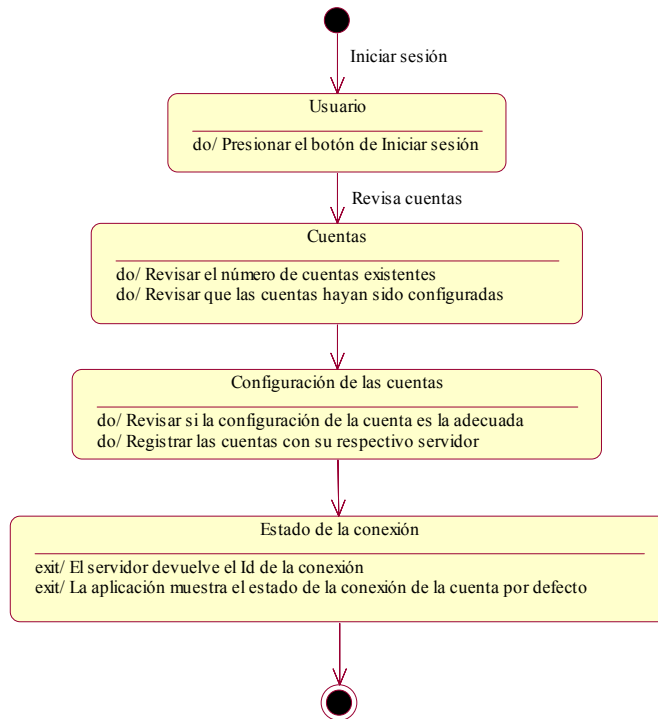 Iniciar sesión
Usuario
do/ Presionar el botón de Iniciar sesión
Revisa cuentas
Cuentas
do/ Revisar el número de cuentas existentes
do/ Revisar que las cuentas hayan sido configuradas
Configuración de las cuentas
do/ Revisar si la configuración de la cuenta es la adecuada
do/ Registrar las cuentas con su respectivo servidor
Estado de la conexión
exit/ El servidor devuelve el Id de la conexión
exit/ La aplicación muestra el estado de la conexión de la cuenta por defecto